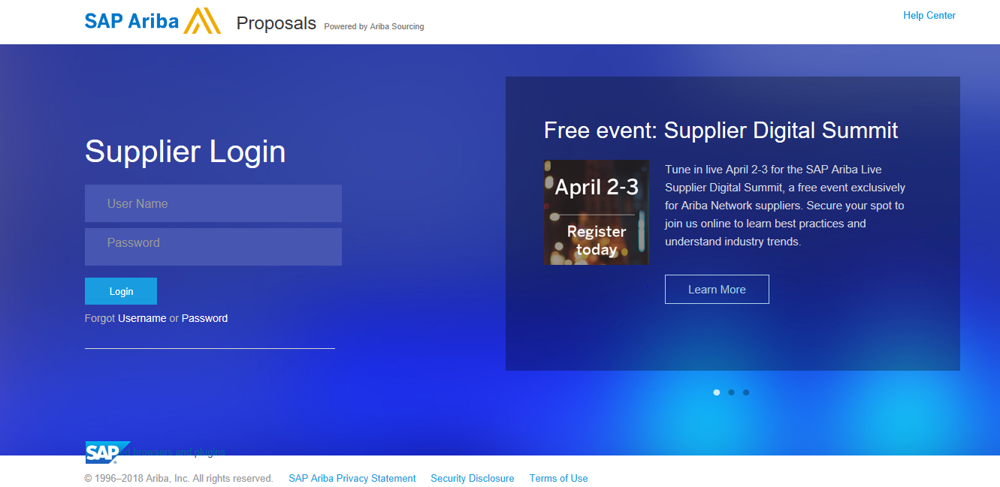 SAP Ariba
Proposals Powered by Ariba Sourcing
Help Center
Supplier Login
User Name
Password
Login
Forgot Username or Password
Free event: Supplier Digital Summit
April 2-3
Register
today
Tune in live April 2-3 for the SAP Ariba Live
Supplier Digital Summit, a free event exclusively
for Ariba Network suppliers. Secure your spot to
join us online to learn best practices and
understand industry trends.
Learn More
SAP browsers and plugins
© 1996–2018 Ariba, Inc. All rights reserved. SAP Ariba Privacy Statement Security Disclosure Terms of Use